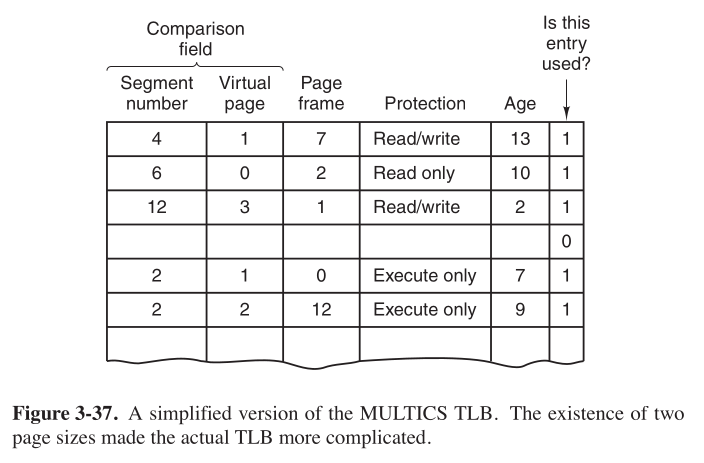 Comparison
field
Is this
entry
used?
Segment
number
Virtual
page
Page
frame
Protection
Age
4 1 7 Read/write 13 1
6 0 2 Read only 10 1
12 3 1 Read/write 2 1
0
2 1 0 Execute only 7 1
2 2 12 Execute only 9 1
Figure 3-37. A simplified version of the MULTICS TLB. The existence of two
page sizes made the actual TLB more complicated.